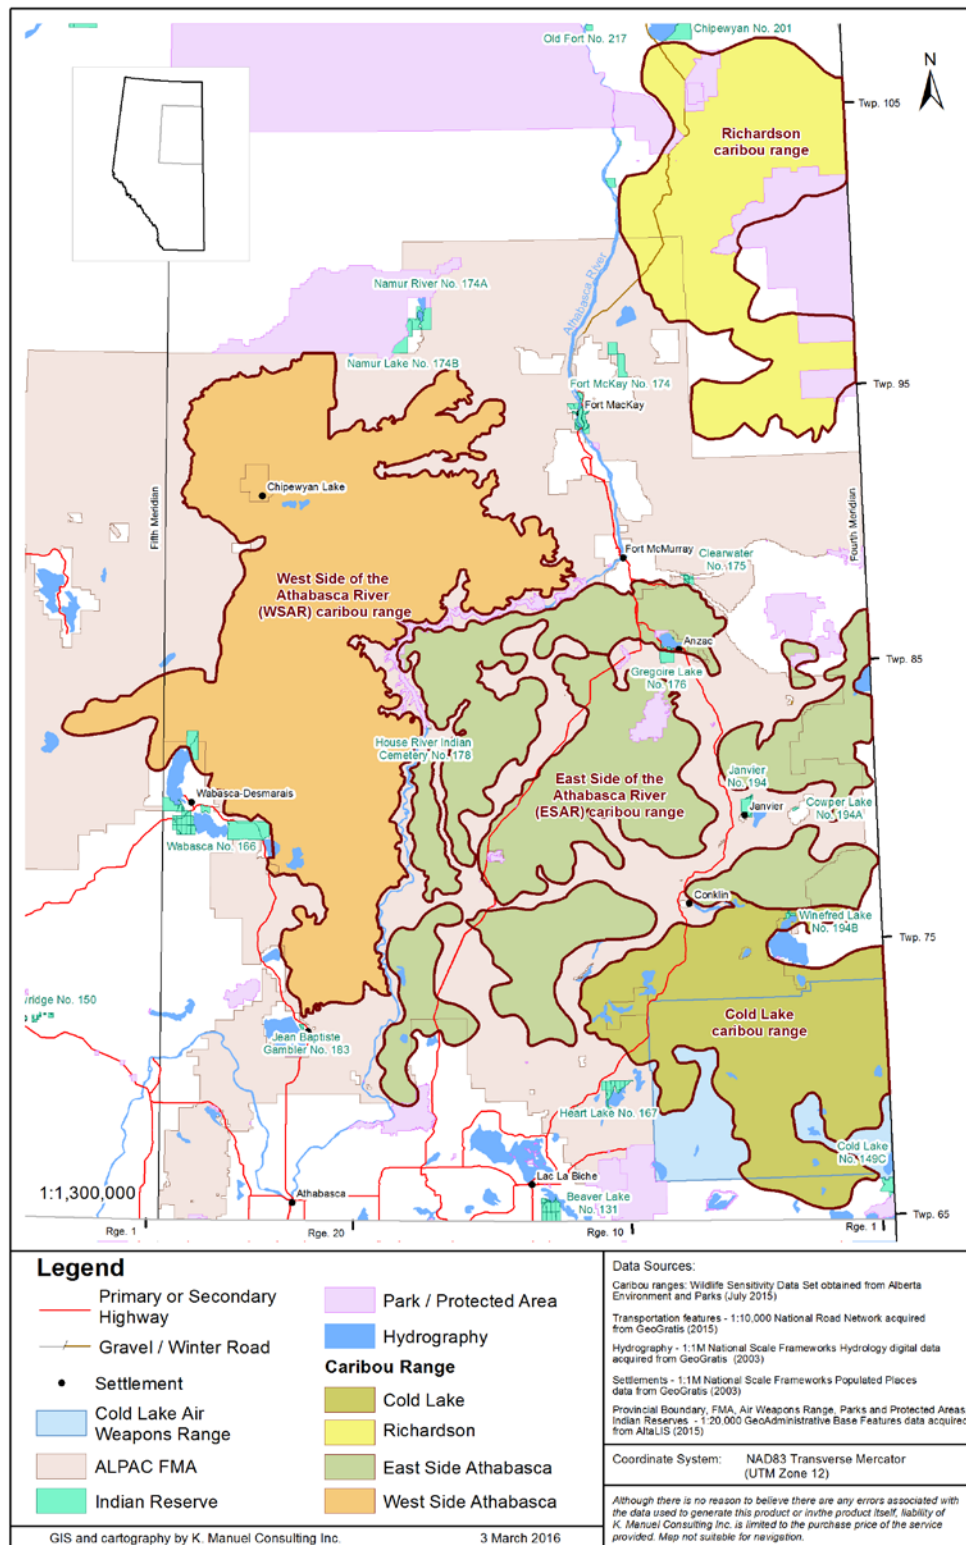 Old Fort No. 217
Chipewyan No. 201
N
Twp. 105
Richardson
caribou range
Athabasca River
Namur River No. 174A
Namur Lake No. 174B
Fort McKay No. 174
Fort MacKay
Twp. 95
Chipewyan Lake
Fifth Meridian
Fourth Meridian
Fort McMurray
Clearwater
No. 175
West Side of the
Athabasca River
(WSAR) caribou range
Anzac
Twp. 85
Gregoire Lake
No. 176
House River Indian
Cemetery No. 178
East Side of the
Athabasca River
(ESAR) caribou range
Janvier
No. 194
Janvier
Cowper Lake
No. 194A
Wabasca-Desmarais
Wabasca No. 166
Conklin
Winefred Lake
No. 194B
Twp. 75
vridge No. 150
Cold Lake
caribou range
Jean Baptiste
Gambler No. 183
Heart Lake No. 167
Cold Lake
No. 149C
1:1,300,000
Athabasca
Lac La Biche
Beaver Lake
No. 131
Twp. 65
Rge. 1
Rge. 20
Rge. 10
Rge. 1
Legend
Primary or Secondary
Highway
Gravel / Winter Road
Settlement
Cold Lake Air
Weapons Range
ALPAC FMA
Indian Reserve
Park / Protected Area
Hydrography
Caribou Range
Cold Lake
Richardson
East Side Athabasca
West Side Athabasca
Data Sources:
Caribou ranges: Wildlife Sensitivity Data Set obtained from Alberta
Environment and Parks (July 2015)
Transportation features - 1:10,000 National Road Network acquired
from GeoGratis (2015)
Hydrography - 1:1M National Scale Frameworks Hydrology digital data
acquired from GeoGratis (2003)
Settlements - 1:1M National Scale Frameworks Populated Places
data from GeoGratis (2003)
Provincial Boundary, FMA, Air Weapons Range, Parks and Protected Areas
Indian Reserves - 1:20,000 GeoAdministrative Base Features data acquired
from AltaLIS (2015)
Coordinate System: NAD83 Transverse Mercator
(UTM Zone 12)
Although there is no reason to believe there are any errors associated with
the data used to generate this product or invthe product itself, liability of
K. Manuel Consulting Inc. is limited to the purchase price of the service
provided. Map not suitable for navigation.
GIS and cartography by K. Manuel Consulting Inc.
3 March 2016